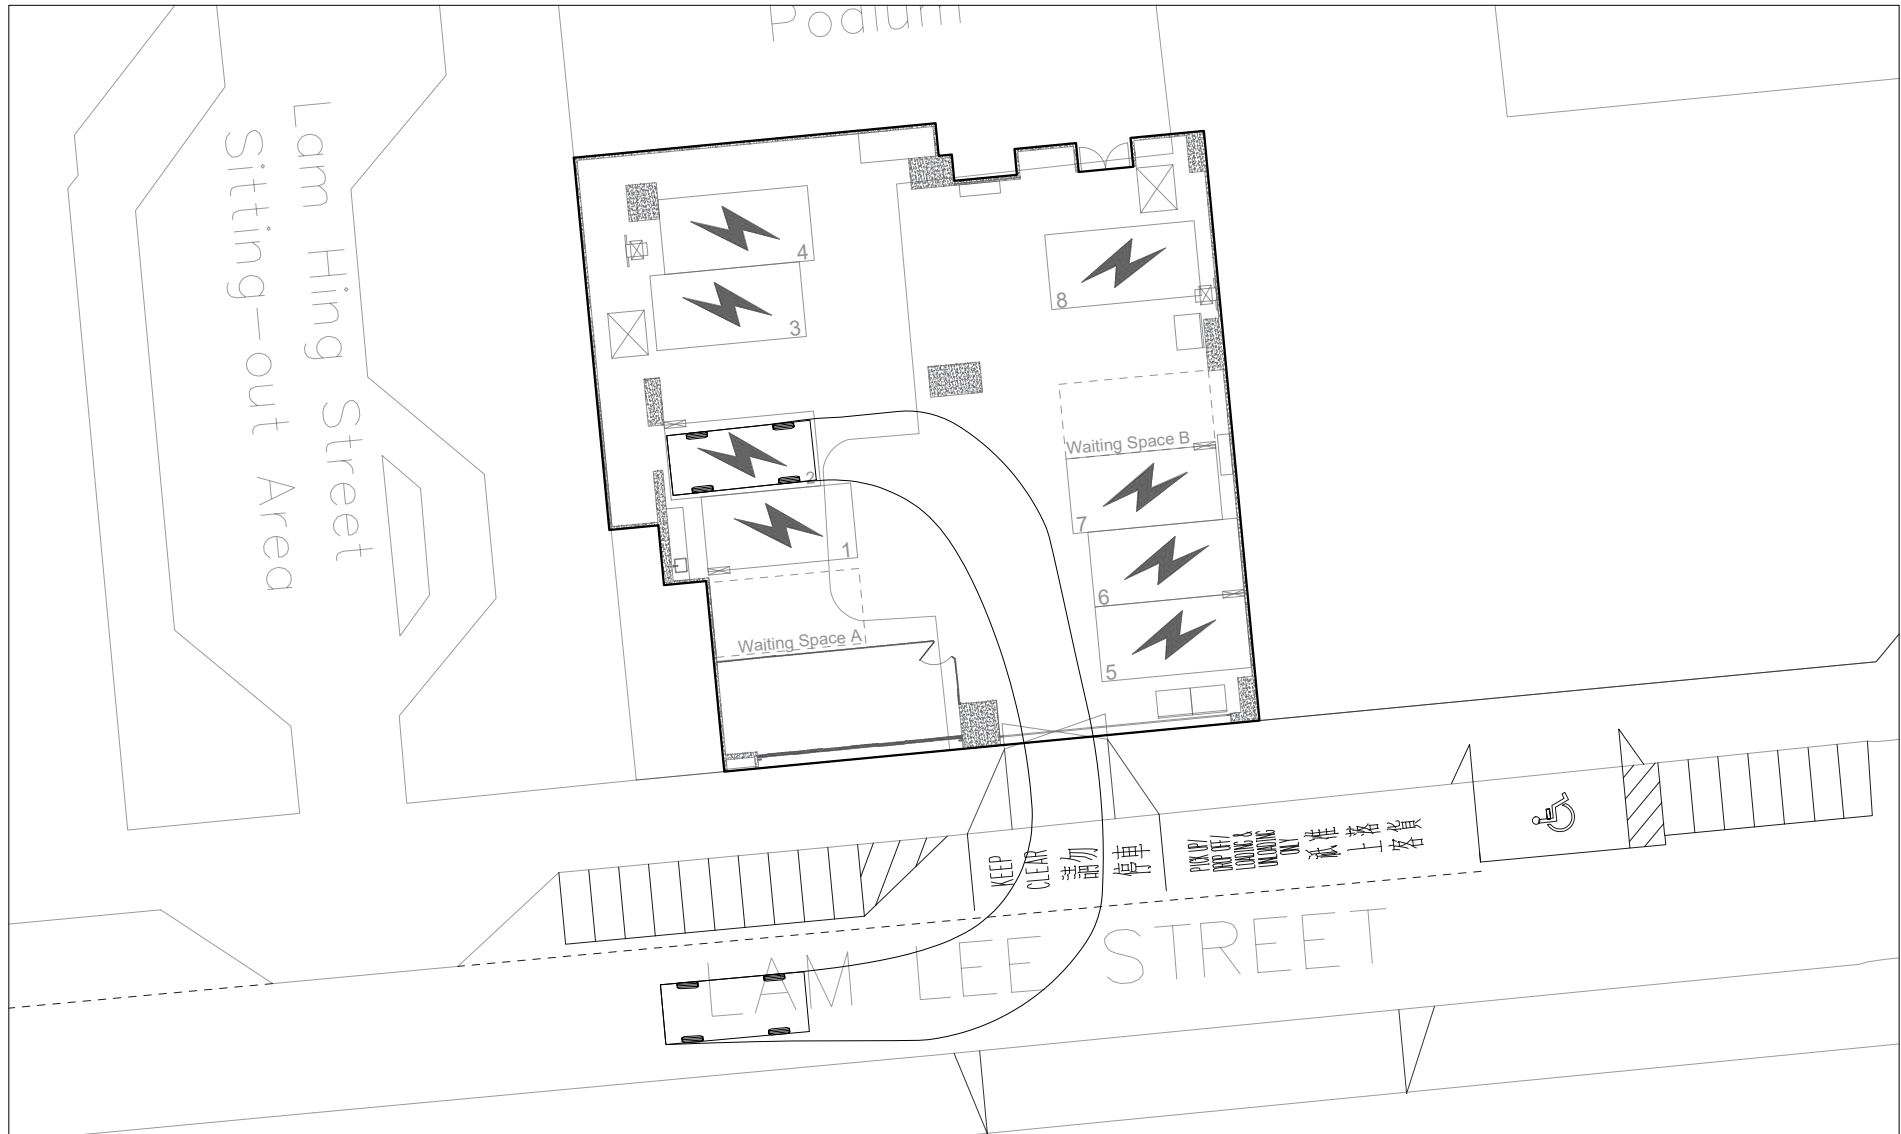 Podium
Lam Hing Street
Sitting-out Area
4
3
8
2
1
Waiting Space B
7
6
5
Waiting Space A
KEEP
CLEAR
請勿
停車
PICK UP/
DROP OFF/
LOADING &
UNLOADING
ONLY
祇准
上落
客貨
LAM LEE STREET